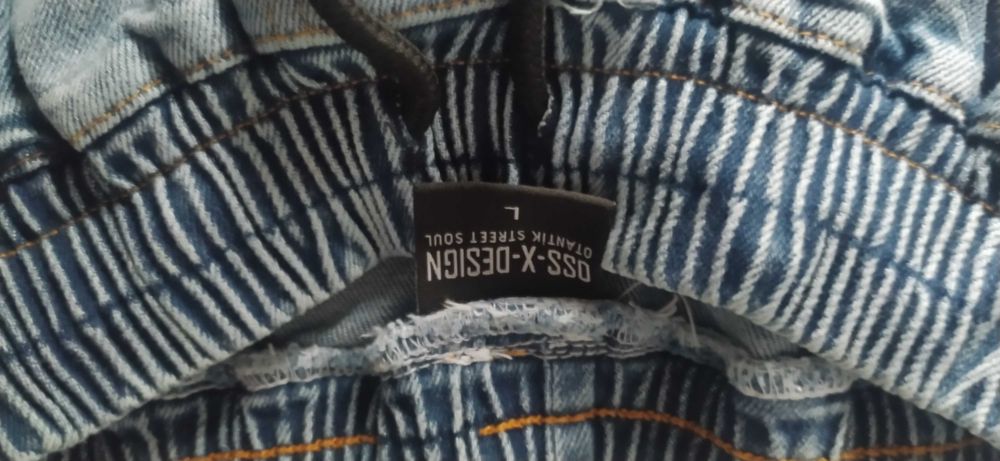 OSS-X-DESIGN
OTANTIK STREET SOUL
L